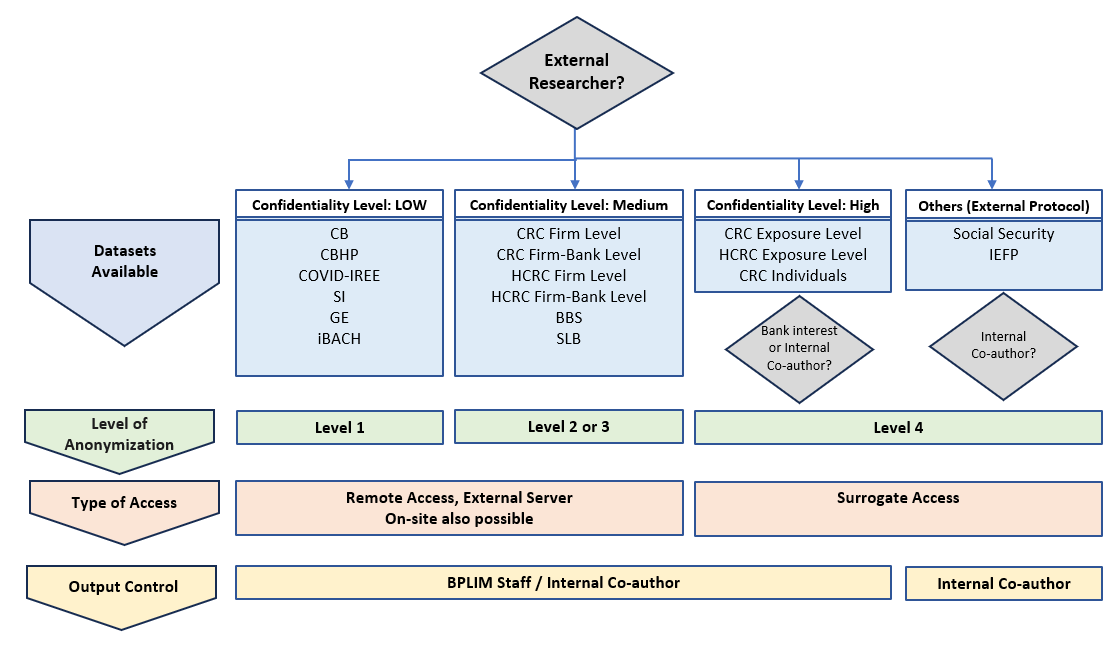 External
Researcher?
Confidentiality Level: LOW
Confidentiality Level: Medium
Confidentiality Level: High
Others (External Protocol)
Datasets
Available
CB
CBHP
COVID-IREE
SI
GE
iBACH
CRC Firm Level
CRC Firm-Bank Level
HCRC Firm Level
HCRC Firm-Bank Level
BBS
SLB
CRC Exposure Level
HCRC Exposure Level
CRC Individuals
Social Security
IEFP
Bank interest
or Internal
Co-author?
Internal
Co-author?
Level of
Anonymization
Level 1
Level 2 or 3
Level 4
Type of Access
Remote Access, External Server
On-site also possible
Surrogate Access
Output Control
BPLIM Staff / Internal Co-author
Internal Co-author